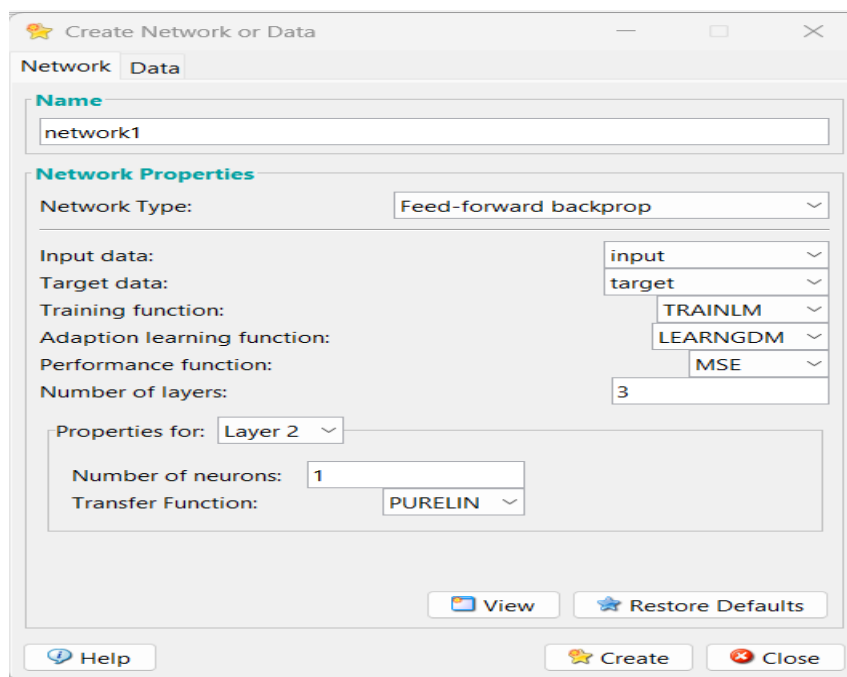 Create Network or Data
Network Data
Name
network1
Network Properties
Network Type: Feed-forward backprop
Input data: input
Target data: target
Training function: TRAINLM
Adaption learning function: LEARNGDM
Performance function: MSE
Number of layers: 3
Properties for: Layer 2
Number of neurons: 1
Transfer Function: PURELIN
View Restore Defaults
Help Create Close